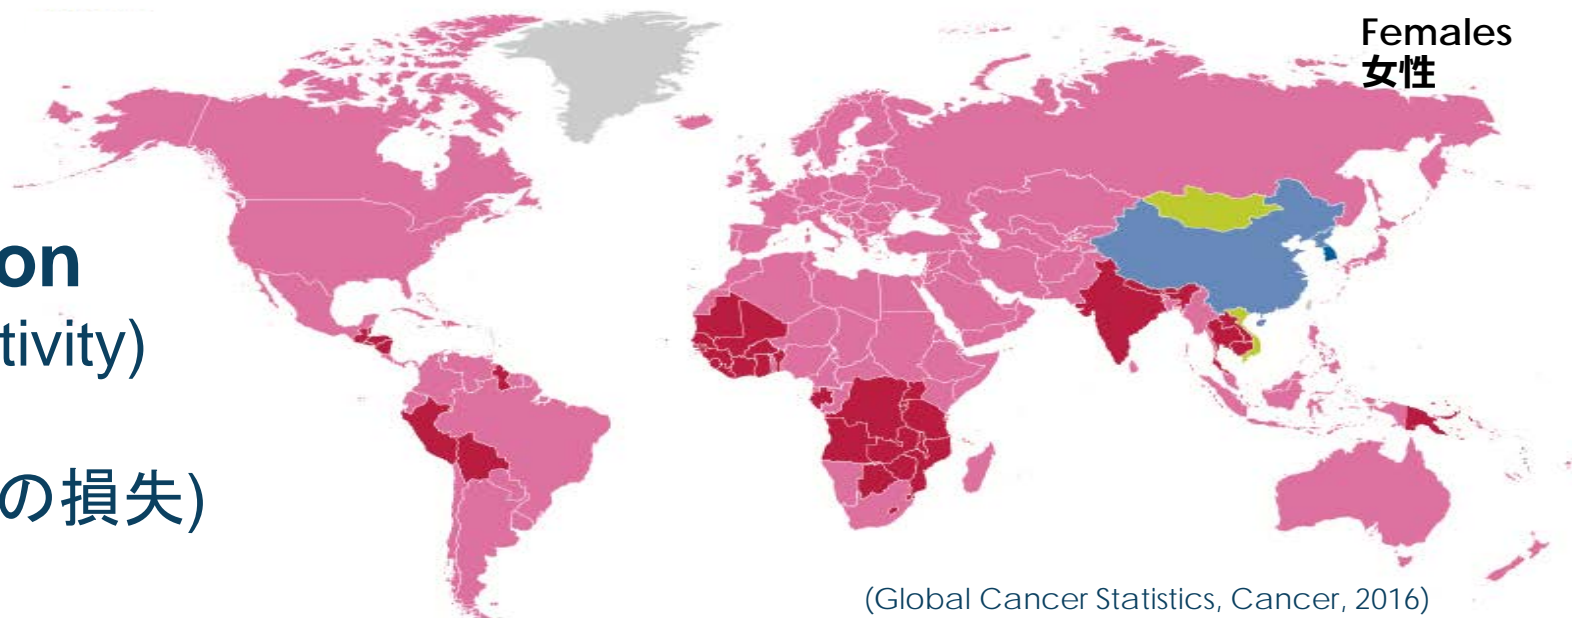 Females
女性
on
tivity)
の損失)
(Global Cancer Statistics, Cancer, 2016)